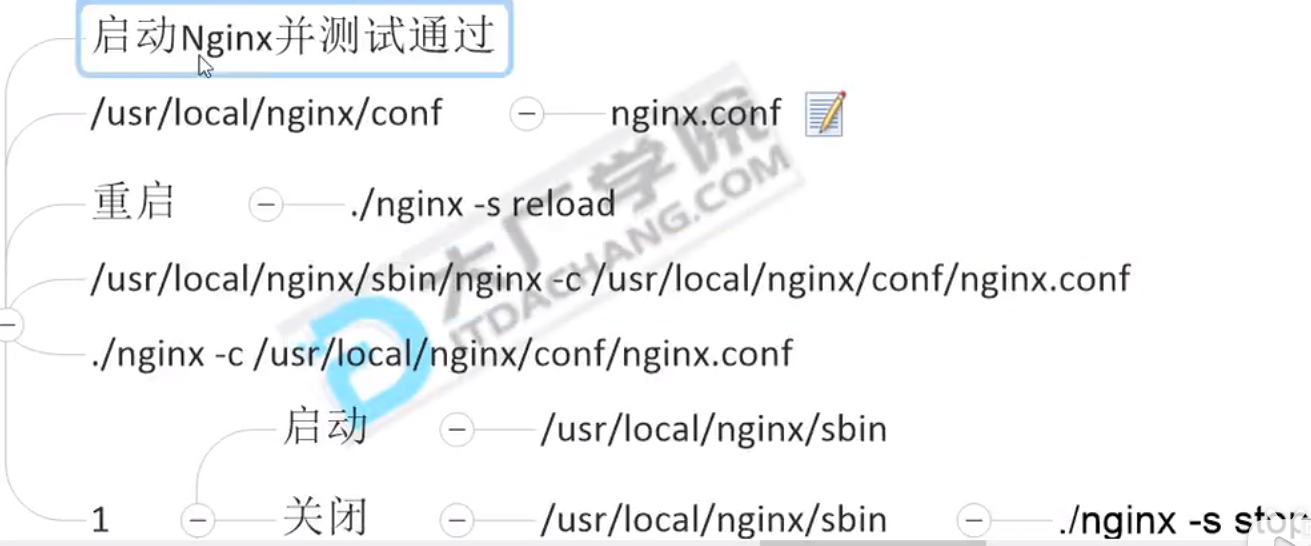 启动Nginx并测试通过
/usr/local/nginx/conf nginx.conf
重启 ./nginx -s reload
/usr/local/nginx/sbin/nginx -c /usr/local/nginx/conf/nginx.conf
./nginx -c /usr/local/nginx/conf/nginx.conf
启动 /usr/local/nginx/sbin
1 关闭 /usr/local/nginx/sbin ./nginx -s stop
大厂学院
ITDACHANG.COM